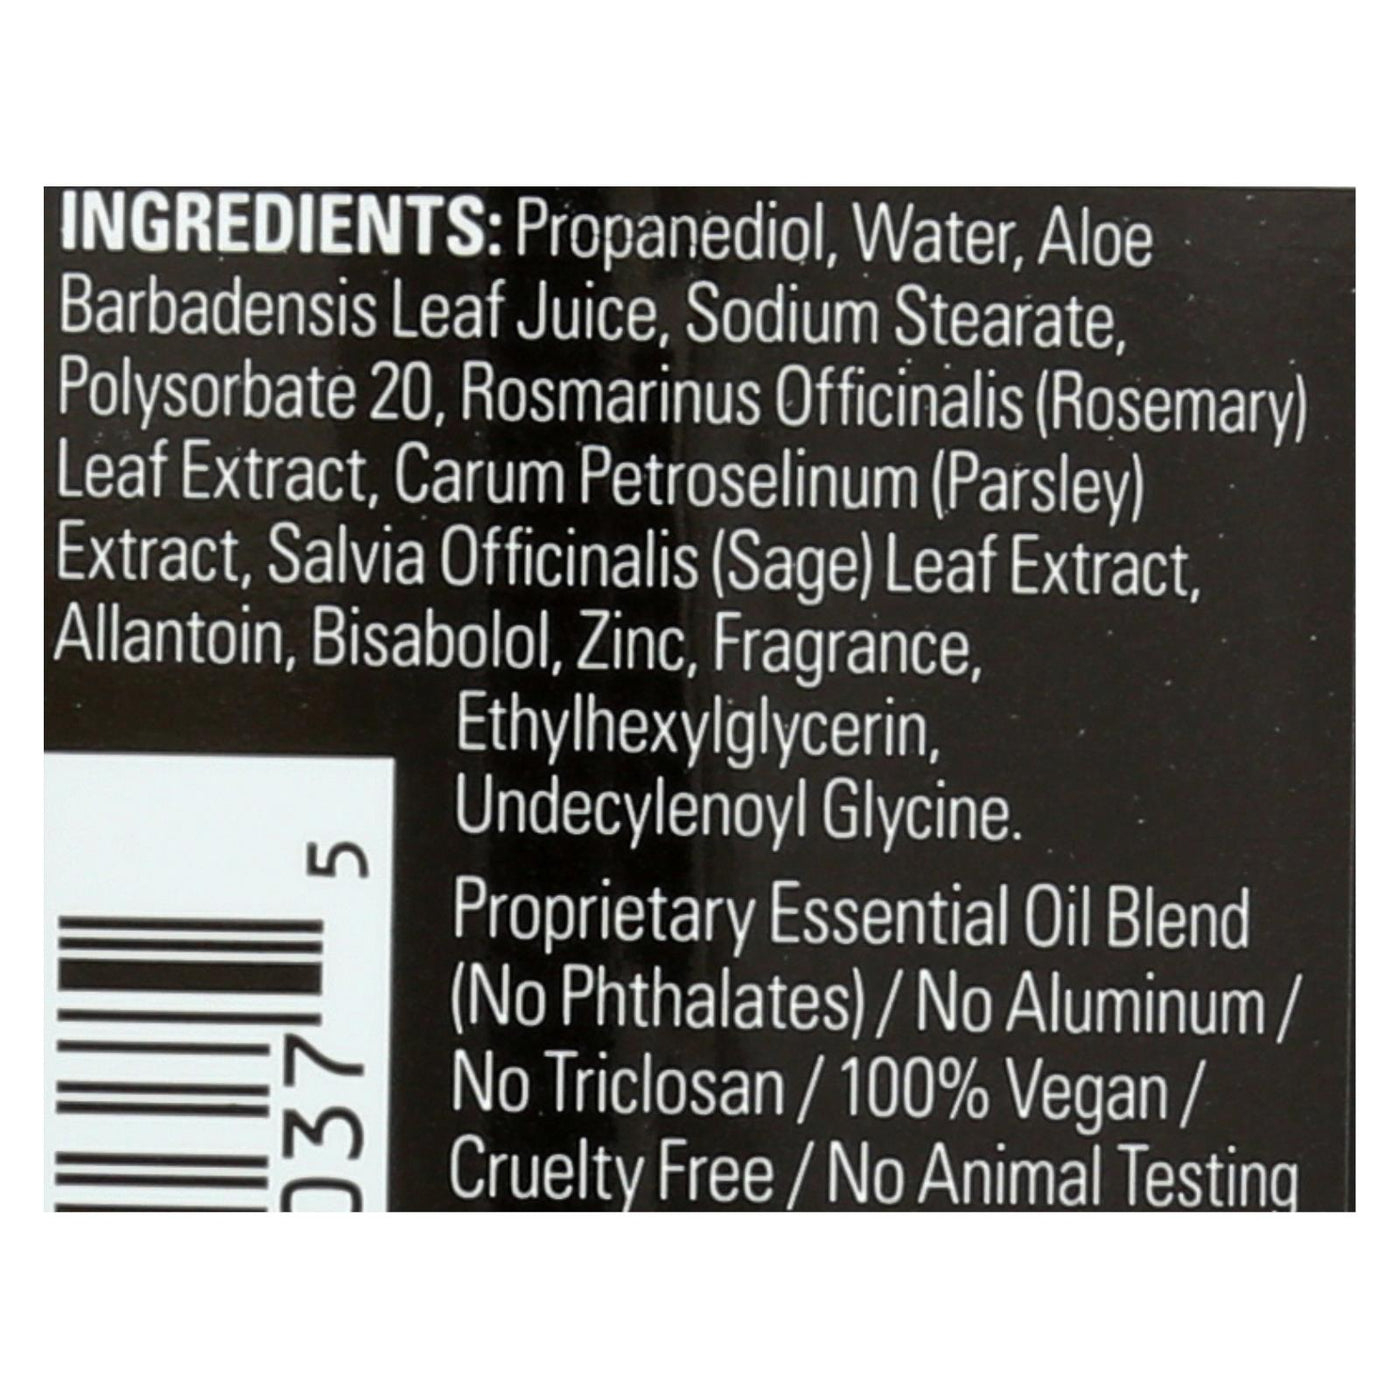 INGREDIENTS: Propanediol, Water, Aloe
Barbadensis Leaf Juice, Sodium Stearate,
Polysorbate 20, Rosmarinus Officinalis (Rosemary)
Leaf Extract, Carum Petroselinum (Parsley)
Extract, Salvia Officinalis (Sage) Leaf Extract,
Allantoin, Bisabolol, Zinc, Fragrance,
Ethylhexylglycerin,
Undecylenoyl Glycine.
Proprietary Essential Oil Blend
(No Phthalates) / No Aluminum /
No Triclosan / 100% Vegan /
Cruelty Free / No Animal Testing
037 5